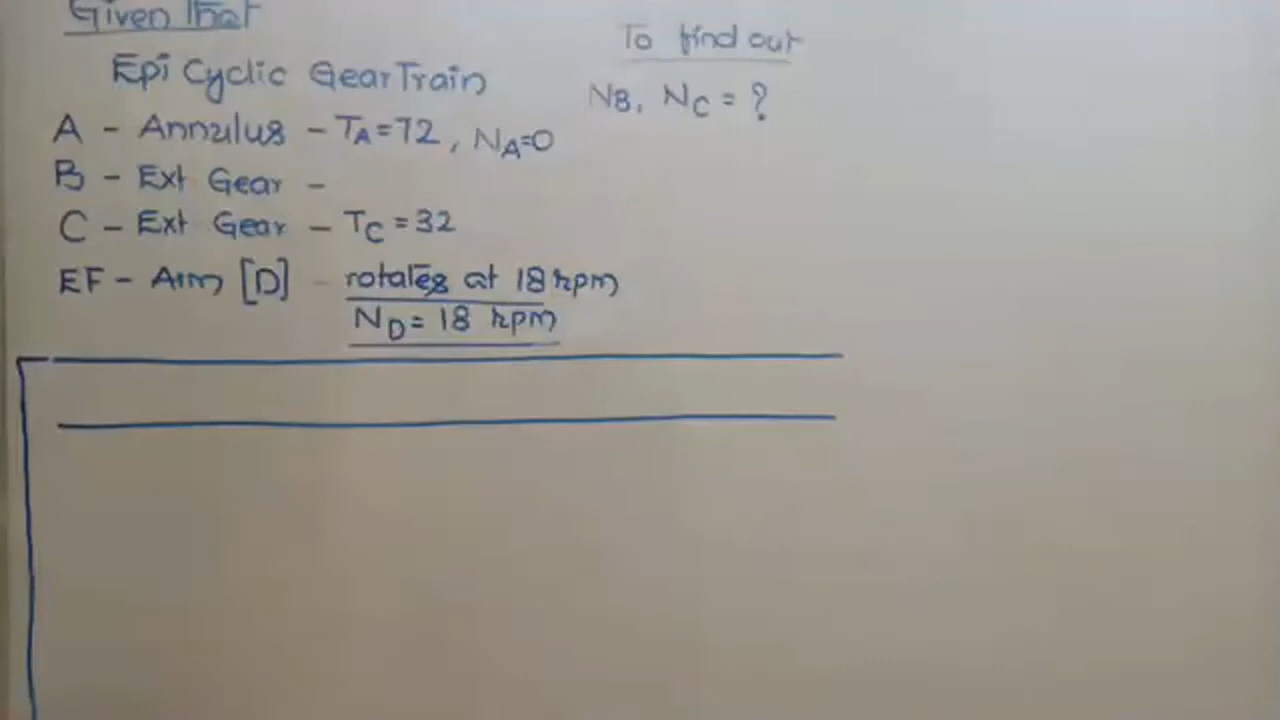 Given That
Epi Cyclic Gear Train
A - Annulus - TA=72, NA=0
B - Ext Gear -
C - Ext Gear - TC=32
EF - Arm [D] - rotates at 18 rpm
ND= 18 rpm
To find out
NB, NC = ?